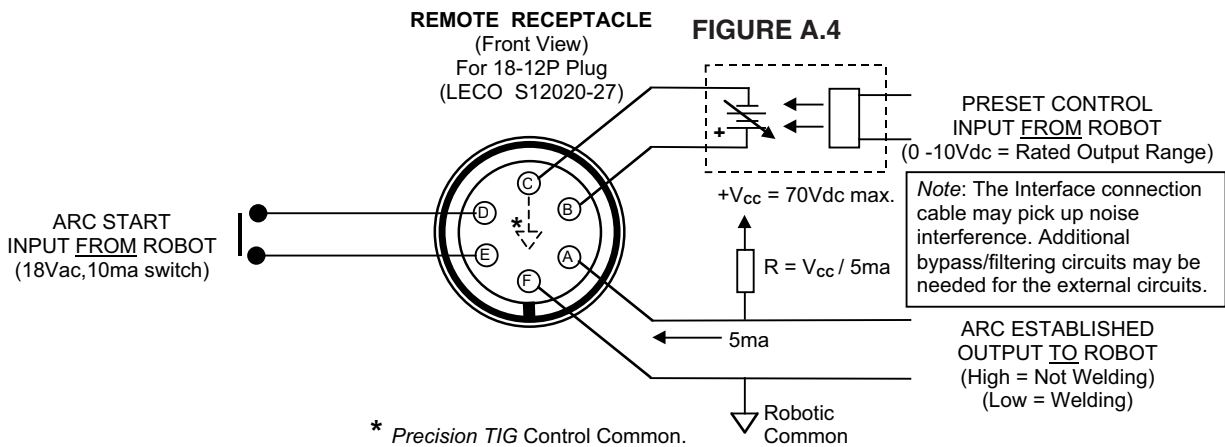 REMOTE RECEPTACLE
(Front View)
For 18-12P Plug
(LECO S12020-27)
FIGURE A.4
PRESET CONTROL
INPUT FROM ROBOT
(0 -10Vdc = Rated Output Range)
+
+Vcc = 70Vdc max.
Note: The Interface connection
cable may pick up noise
interference. Additional
bypass/filtering circuits may be
needed for the external circuits.
R = Vcc / 5ma
ARC START
INPUT FROM ROBOT
(18Vac,10ma switch)
C
D
B
*
E
A
F
5ma
ARC ESTABLISHED
OUTPUT TO ROBOT
(High = Not Welding)
(Low = Welding)
Robotic
Common
* Precision TIG Control Common.